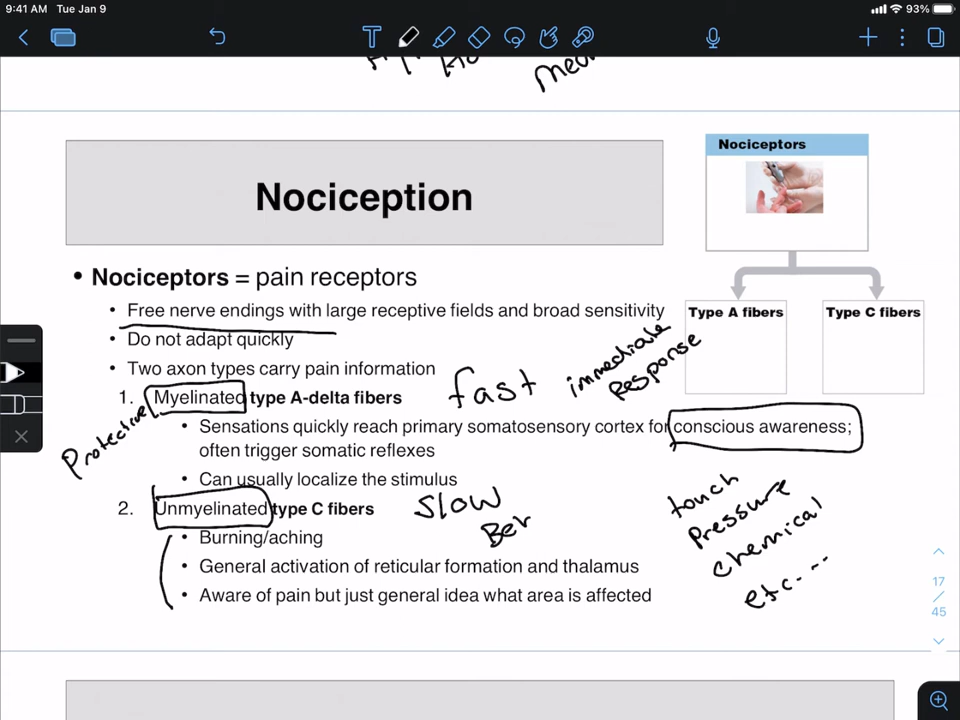 9:41 AM Tue Jan 9
93%
Nociception
Nociceptors
• Nociceptors = pain receptors
• Free nerve endings with large receptive fields and broad sensitivity
Type A fibers
Type C fibers
• Do not adapt quickly
• Two axon types carry pain information
immediate
Response
1. Myelinated type A-delta fibers
fast
Protective
• Sensations quickly reach primary somatosensory cortex for conscious awareness;
often trigger somatic reflexes
• Can usually localize the stimulus
2. Unmyelinated type C fibers
Slow
touch
Pressure
chemical
etc....
• Burning/aching
• General activation of reticular formation and thalamus
• Aware of pain but just general idea what area is affected
17
/
45